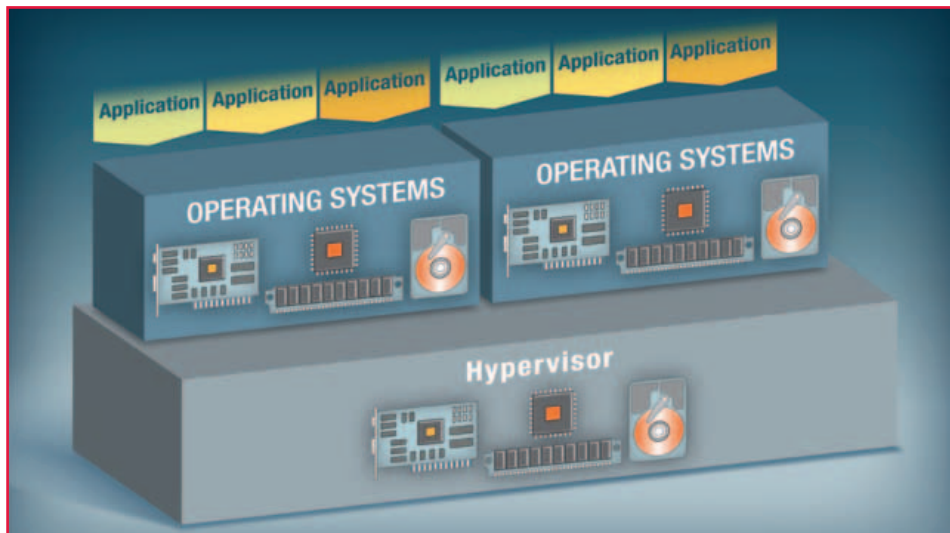 Application Application Application Application Application Application
OPERATING SYSTEMS OPERATING SYSTEMS
Hypervisor